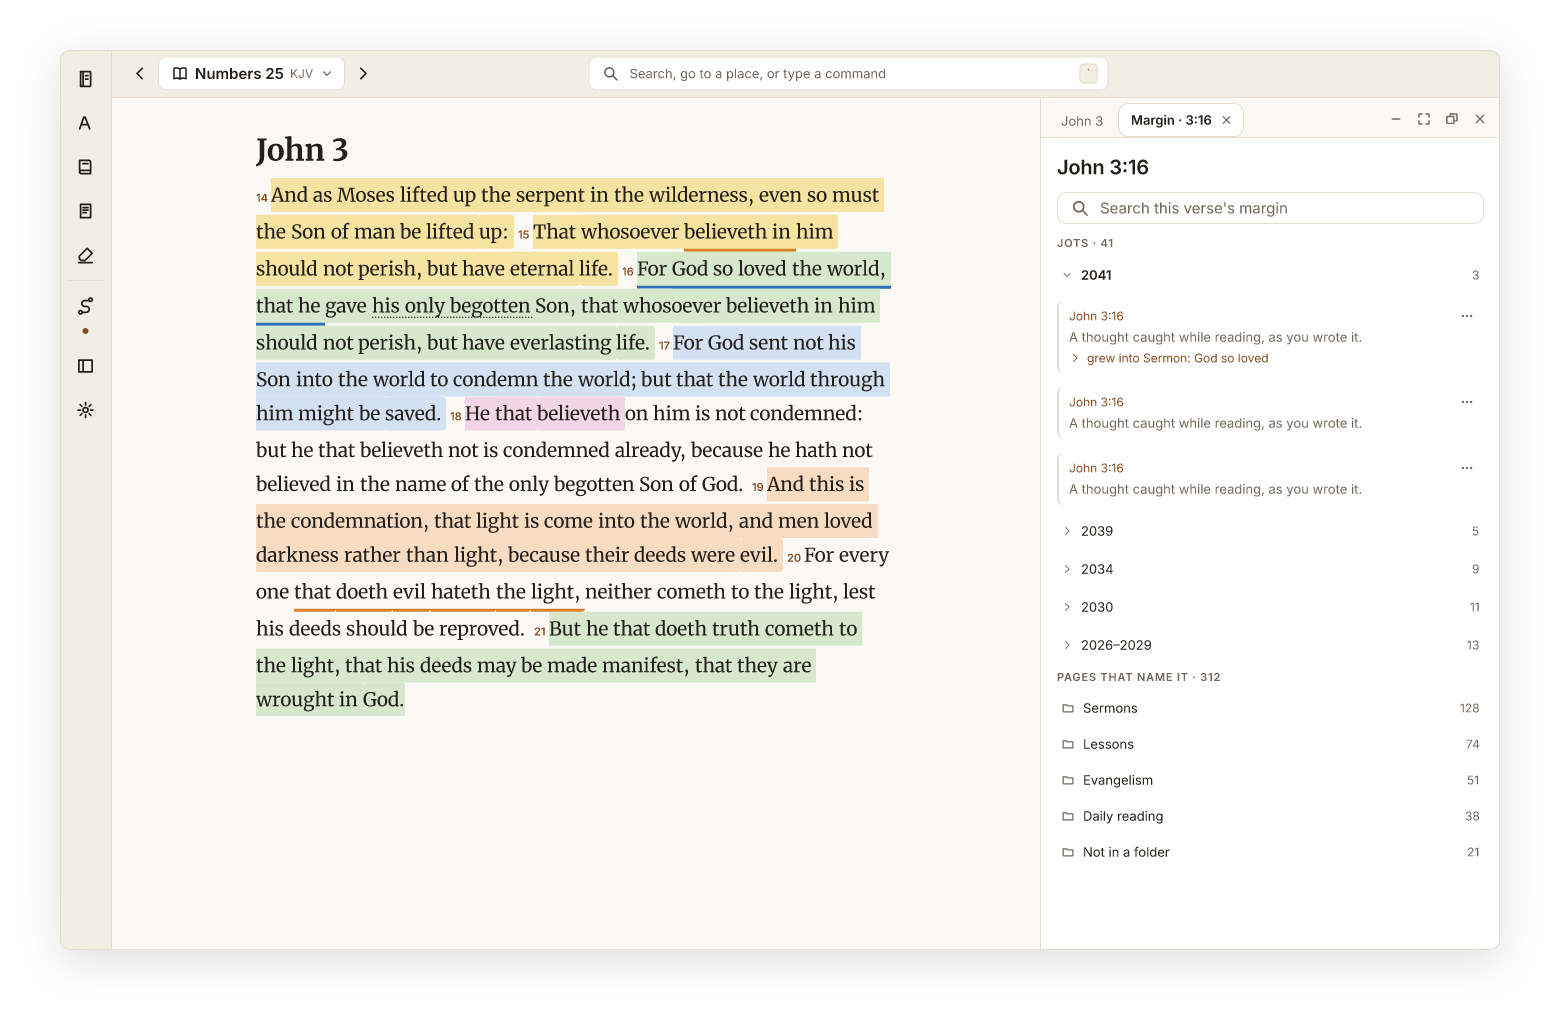 Numbers 25 KJV
Search, go to a place, or type a command
John 3
14 And as Moses lifted up the serpent in the wilderness, even so must
the Son of man be lifted up: 15 That whosoever believeth in him
should not perish, but have eternal life. 16 For God so loved the world,
that he gave his only begotten Son, that whosoever believeth in him
should not perish, but have everlasting life. 17 For God sent not his
Son into the world to condemn the world; but that the world through
him might be saved. 18 He that believeth on him is not condemned:
but he that believeth not is condemned already, because he hath not
believed in the name of the only begotten Son of God. 19 And this is
the condemnation, that light is come into the world, and men loved
darkness rather than light, because their deeds were evil. 20 For every
one that doeth evil hateth the light, neither cometh to the light, lest
his deeds should be reproved. 21 But he that doeth truth cometh to
the light, that his deeds may be made manifest, that they are
wrought in God.
John 3
Margin · 3:16
John 3:16
Search this verse's margin
JOTS · 41
2041 3
John 3:16
A thought caught while reading, as you wrote it.
grew into Sermon: God so loved
John 3:16
A thought caught while reading, as you wrote it.
John 3:16
A thought caught while reading, as you wrote it.
2039 5
2034 9
2030 11
2026–2029 13
PAGES THAT NAME IT · 312
Sermons 128
Lessons 74
Evangelism 51
Daily reading 38
Not in a folder 21